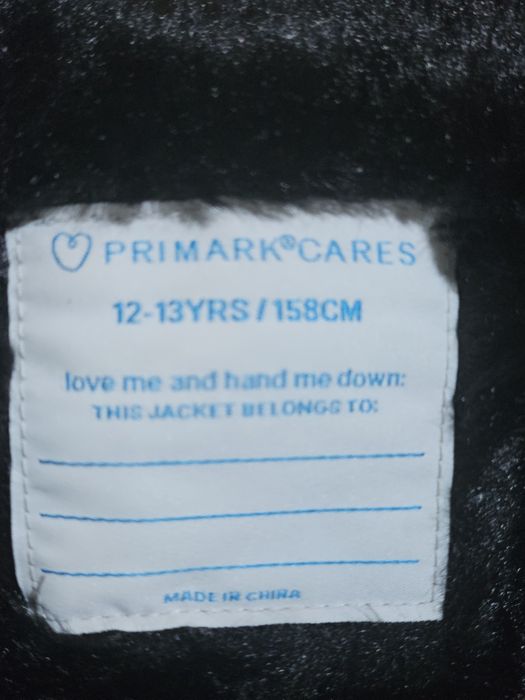 PRIMARK®CARES
12-13YRS / 158CM
love me and hand me down:
THIS JACKET BELONGS TO:
MADE IN CHINA